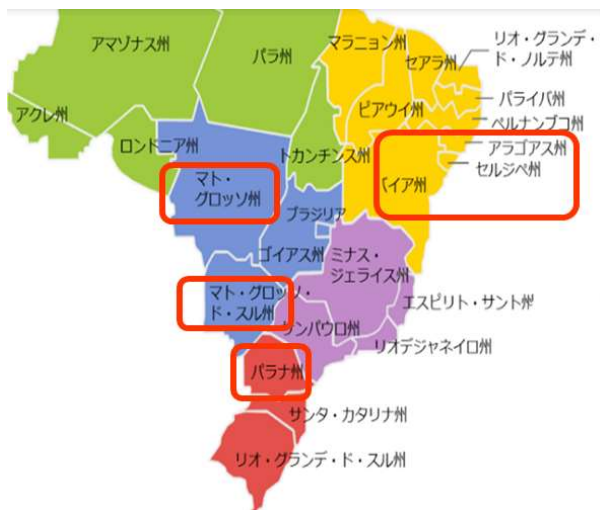 アマゾナス州
パラ州
マラニョン州
セアラ州
リオ・グランデ・
ド・ノルテ州
パライバ州
ピアウイ州
ペルナンブコ州
アクレ州
ロンドニア州
トカンチンス州
アラゴアス州
セルジペ州
バイア州
マト・
グロッソ州
ブラジリア
ゴイアス州
ミナス・
ジェライス州
マト・グロッソ・
ド・スル州
エスピリト・サント州
サンパウロ州
リオデジャネイロ州
パラナ州
サンタ・カタリナ州
リオ・グランデ・ド・スル州